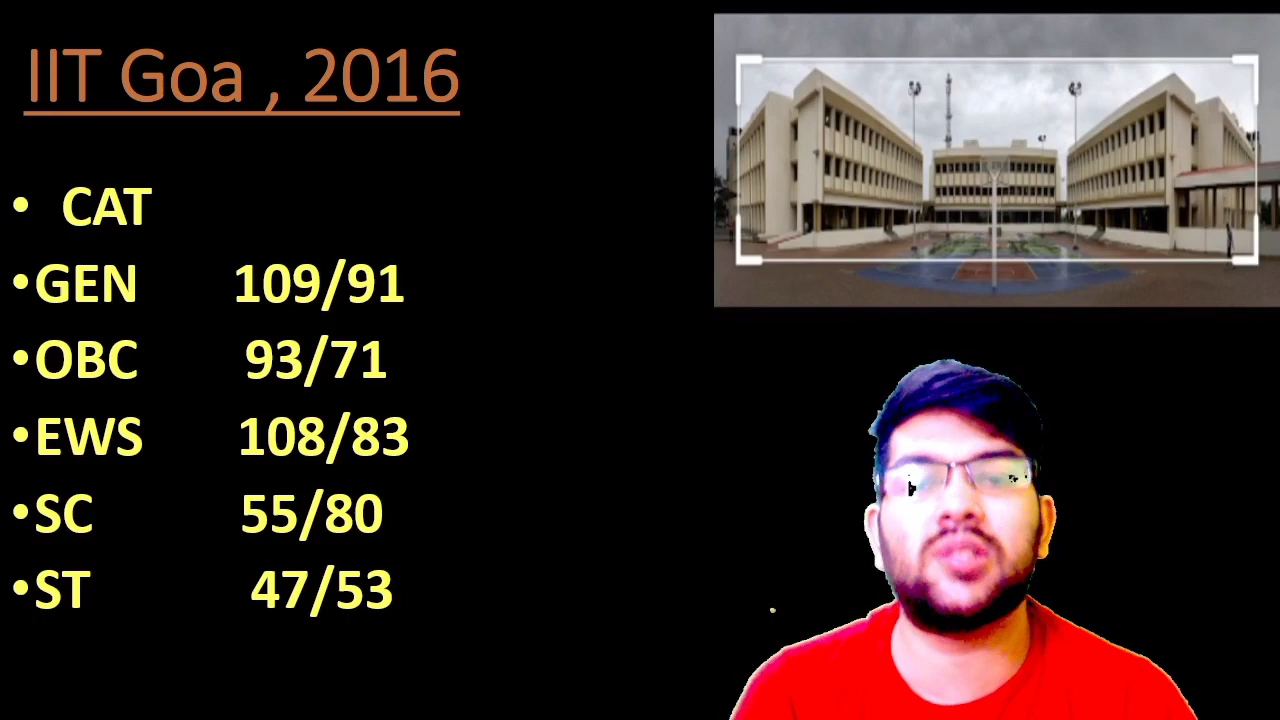 IIT Goa , 2016
• CAT
•GEN 109/91
•OBC 93/71
•EWS 108/83
•SC 55/80
•ST 47/53